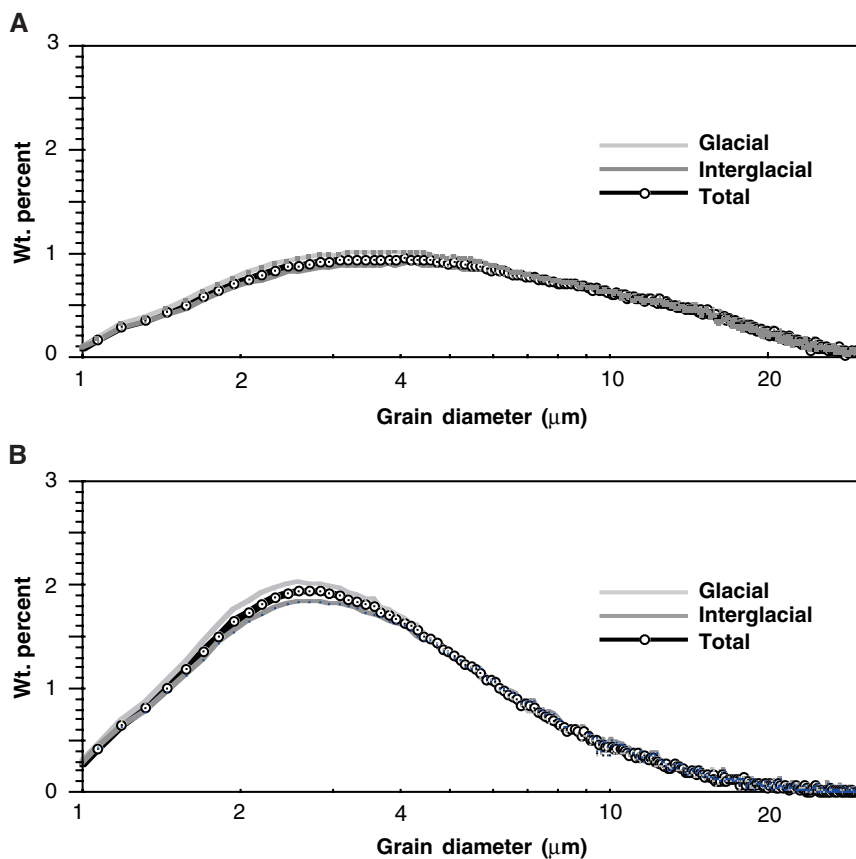 A
3
2
1
0
Wt. percent
Glacial
Interglacial
Total
1 2 4 10 20
Grain diameter (μm)
B
3
2
1
0
Wt. percent
Glacial
Interglacial
Total
1 2 4 10 20
Grain diameter (μm)